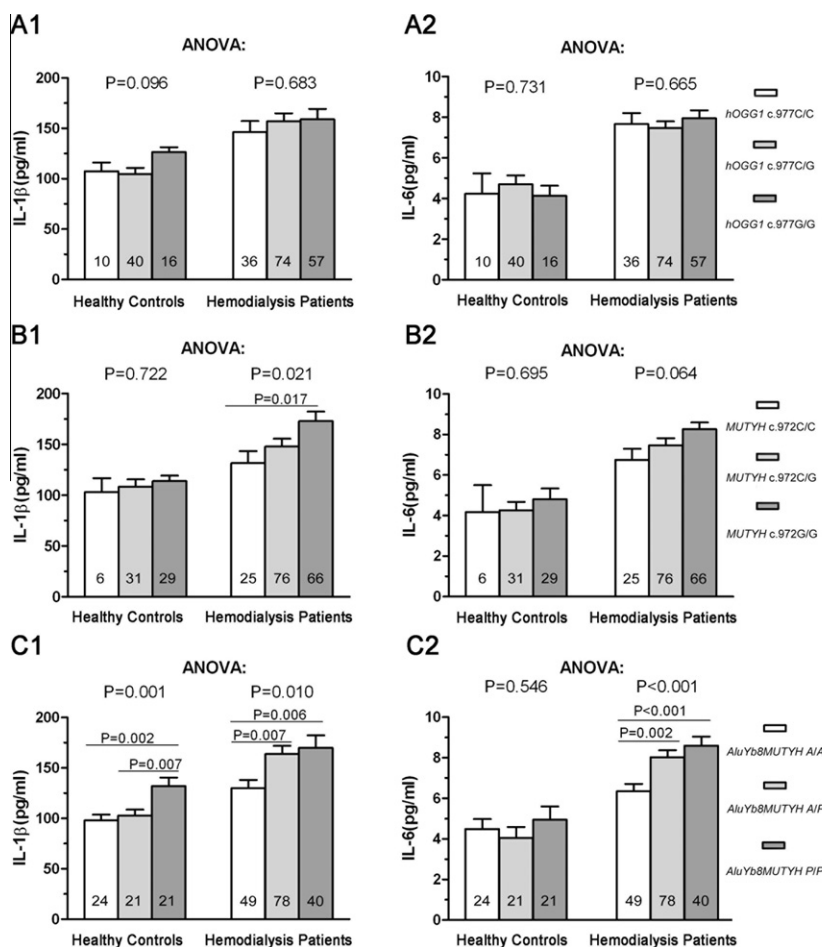 A1
ANOVA:
P=0.096 P=0.683
IL-1β(pg/ml)
200
150
100
50
0
10 40 16 36 74 57
Healthy Controls Hemodialysis Patients
A2
ANOVA:
P=0.731 P=0.665
IL-6(pg/ml)
10
8
6
4
2
0
10 40 16 36 74 57
Healthy Controls Hemodialysis Patients
hOGG1 c.977C/C
hOGG1 c.977C/G
hOGG1 c.977G/G
B1
ANOVA:
P=0.722 P=0.021
P=0.017
IL-1β(pg/ml)
200
150
100
50
0
6 31 29 25 76 66
Healthy Controls Hemodialysis Patients
B2
ANOVA:
P=0.695 P=0.064
IL-6(pg/ml)
10
8
6
4
2
0
6 31 29 25 76 66
Healthy Controls Hemodialysis Patients
MUTYH c.972C/C
MUTYH c.972C/G
MUTYH c.972G/G
C1
ANOVA:
P=0.001 P=0.010
P=0.002 P=0.006
P=0.007 P=0.007
IL-1β(pg/ml)
200
150
100
50
0
24 21 21 49 78 40
Healthy Controls Hemodialysis Patients
C2
ANOVA:
P=0.546 P<0.001
P<0.001
P=0.002
IL-6(pg/ml)
10
8
6
4
2
0
24 21 21 49 78 40
Healthy Controls Hemodialysis Patients
AluYb8MUTYH A/A
AluYb8MUTYH A/P
AluYb8MUTYH P/P